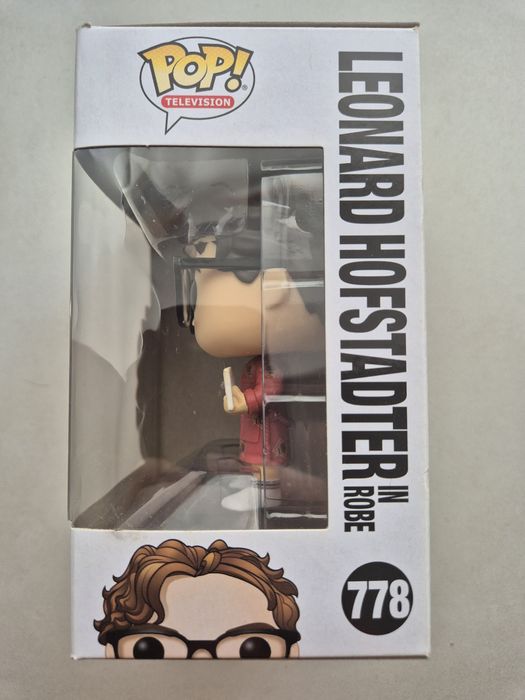 POP!
TELEVISION
LEONARD HOFSTADTER
IN ROBE
778